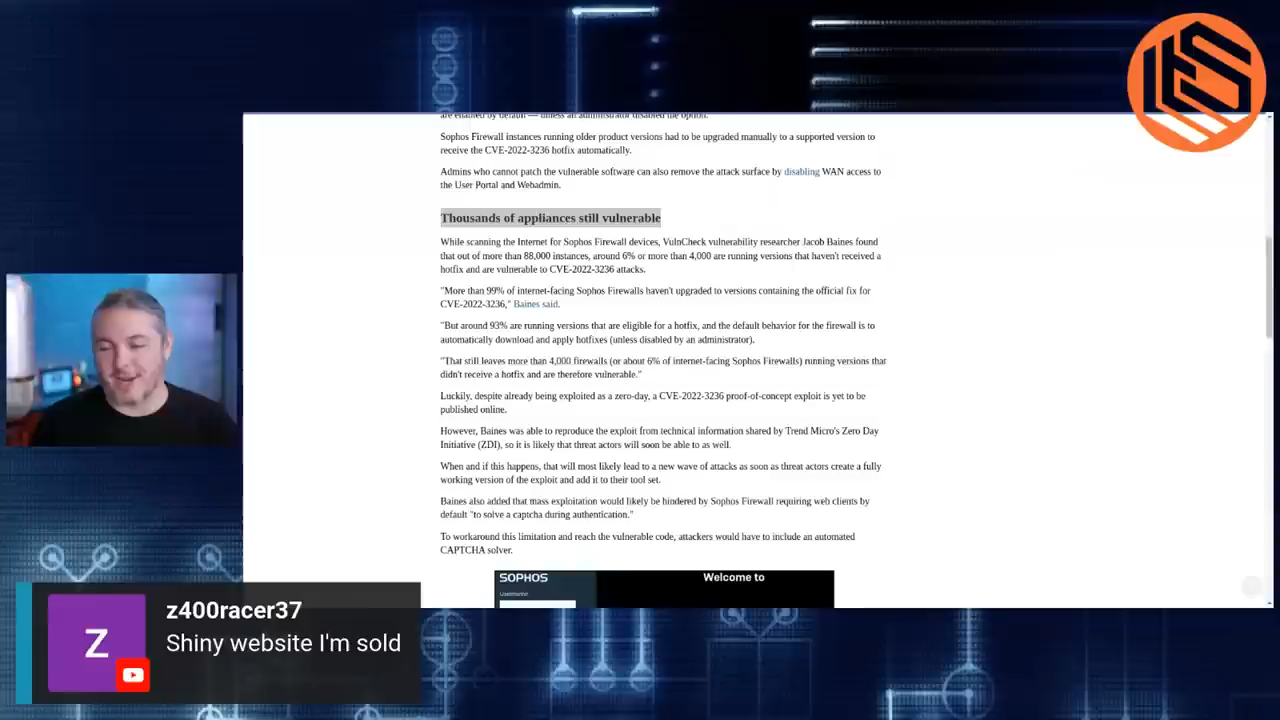 are enabled by default — unless an administrator disabled the option.
Sophos Firewall instances running older product versions had to be upgraded manually to a supported version to
receive the CVE-2022-3236 hotfix automatically.
Admins who cannot patch the vulnerable software can also remove the attack surface by disabling WAN access to
the User Portal and Webadmin.
Thousands of appliances still vulnerable
While scanning the Internet for Sophos Firewall devices, VulnCheck vulnerability researcher Jacob Baines found
that out of more than 88,000 instances, around 6% or more than 4,000 are running versions that haven't received a
hotfix and are vulnerable to CVE-2022-3236 attacks.
"More than 99% of internet-facing Sophos Firewalls haven't upgraded to versions containing the official fix for
CVE-2022-3236," Baines said.
"But around 93% are running versions that are eligible for a hotfix, and the default behavior for the firewall is to
automatically download and apply hotfixes (unless disabled by an administrator).
"That still leaves more than 4,000 firewalls (or about 6% of internet-facing Sophos Firewalls) running versions that
didn't receive a hotfix and are therefore vulnerable."
Luckily, despite already being exploited as a zero-day, a CVE-2022-3236 proof-of-concept exploit is yet to be
published online.
However, Baines was able to reproduce the exploit from technical information shared by Trend Micro's Zero Day
Initiative (ZDI), so it is likely that threat actors will soon be able to as well.
When and if this happens, that will most likely lead to a new wave of attacks as soon as threat actors create a fully
working version of the exploit and add it to their tool set.
Baines also added that mass exploitation would likely be hindered by Sophos Firewall requiring web clients by
default "to solve a captcha during authentication."
To workaround this limitation and reach the vulnerable code, attackers would have to include an automated
CAPTCHA solver.
SOPHOS
Welcome to
Username
Z
z400racer37
Shiny website I'm sold